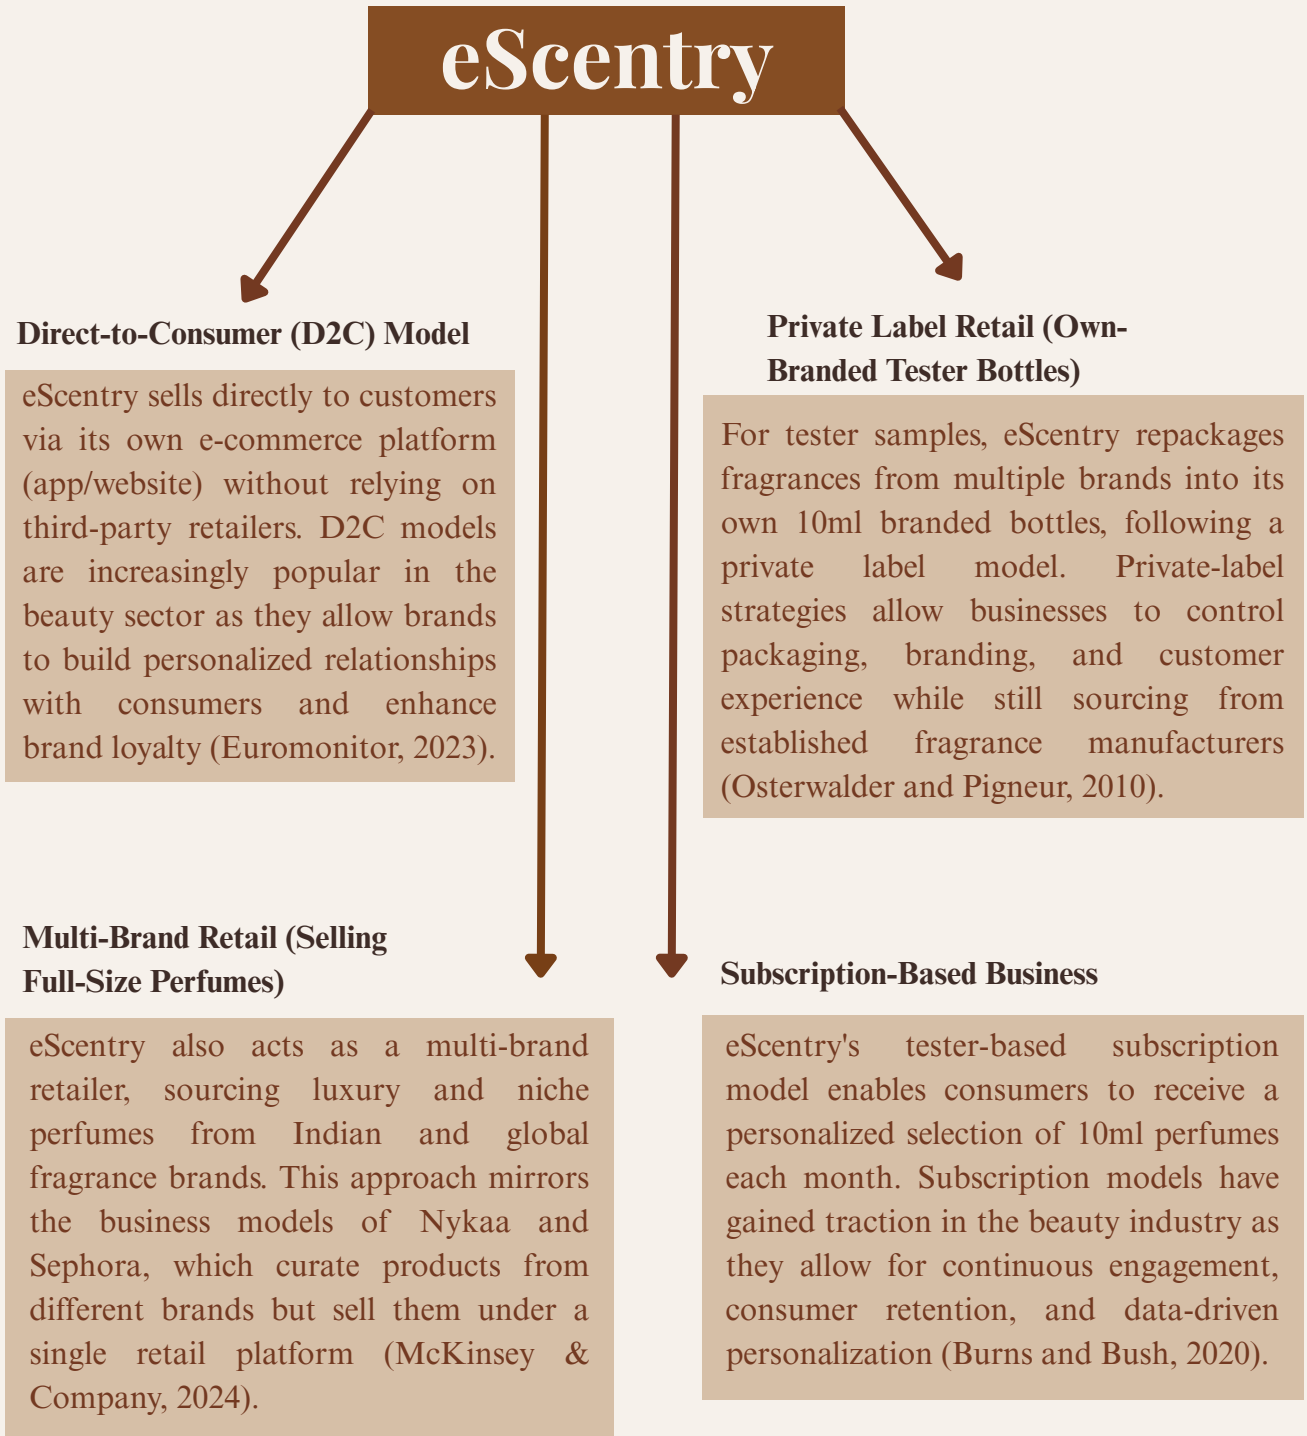 eScentry
Direct-to-Consumer (D2C) Model
eScentry sells directly to customers
via its own e-commerce platform
(app/website) without relying on
third-party retailers. D2C models
are increasingly popular in the
beauty sector as they allow brands
to build personalized relationships
with consumers and enhance
brand loyalty (Euromonitor, 2023).
Private Label Retail (Own-
Branded Tester Bottles)
For tester samples, eScentry repackages
fragrances from multiple brands into its
own 10ml branded bottles, following a
private label model. Private-label
strategies allow businesses to control
packaging, branding, and customer
experience while still sourcing from
established fragrance manufacturers
(Osterwalder and Pigneur, 2010).
Multi-Brand Retail (Selling
Full-Size Perfumes)
eScentry also acts as a multi-brand
retailer, sourcing luxury and niche
perfumes from Indian and global
fragrance brands. This approach mirrors
the business models of Nykaa and
Sephora, which curate products from
different brands but sell them under a
single retail platform (McKinsey &
Company, 2024).
Subscription-Based Business
eScentry's tester-based subscription
model enables consumers to receive a
personalized selection of 10ml perfumes
each month. Subscription models have
gained traction in the beauty industry as
they allow for continuous engagement,
consumer retention, and data-driven
personalization (Burns and Bush, 2020).